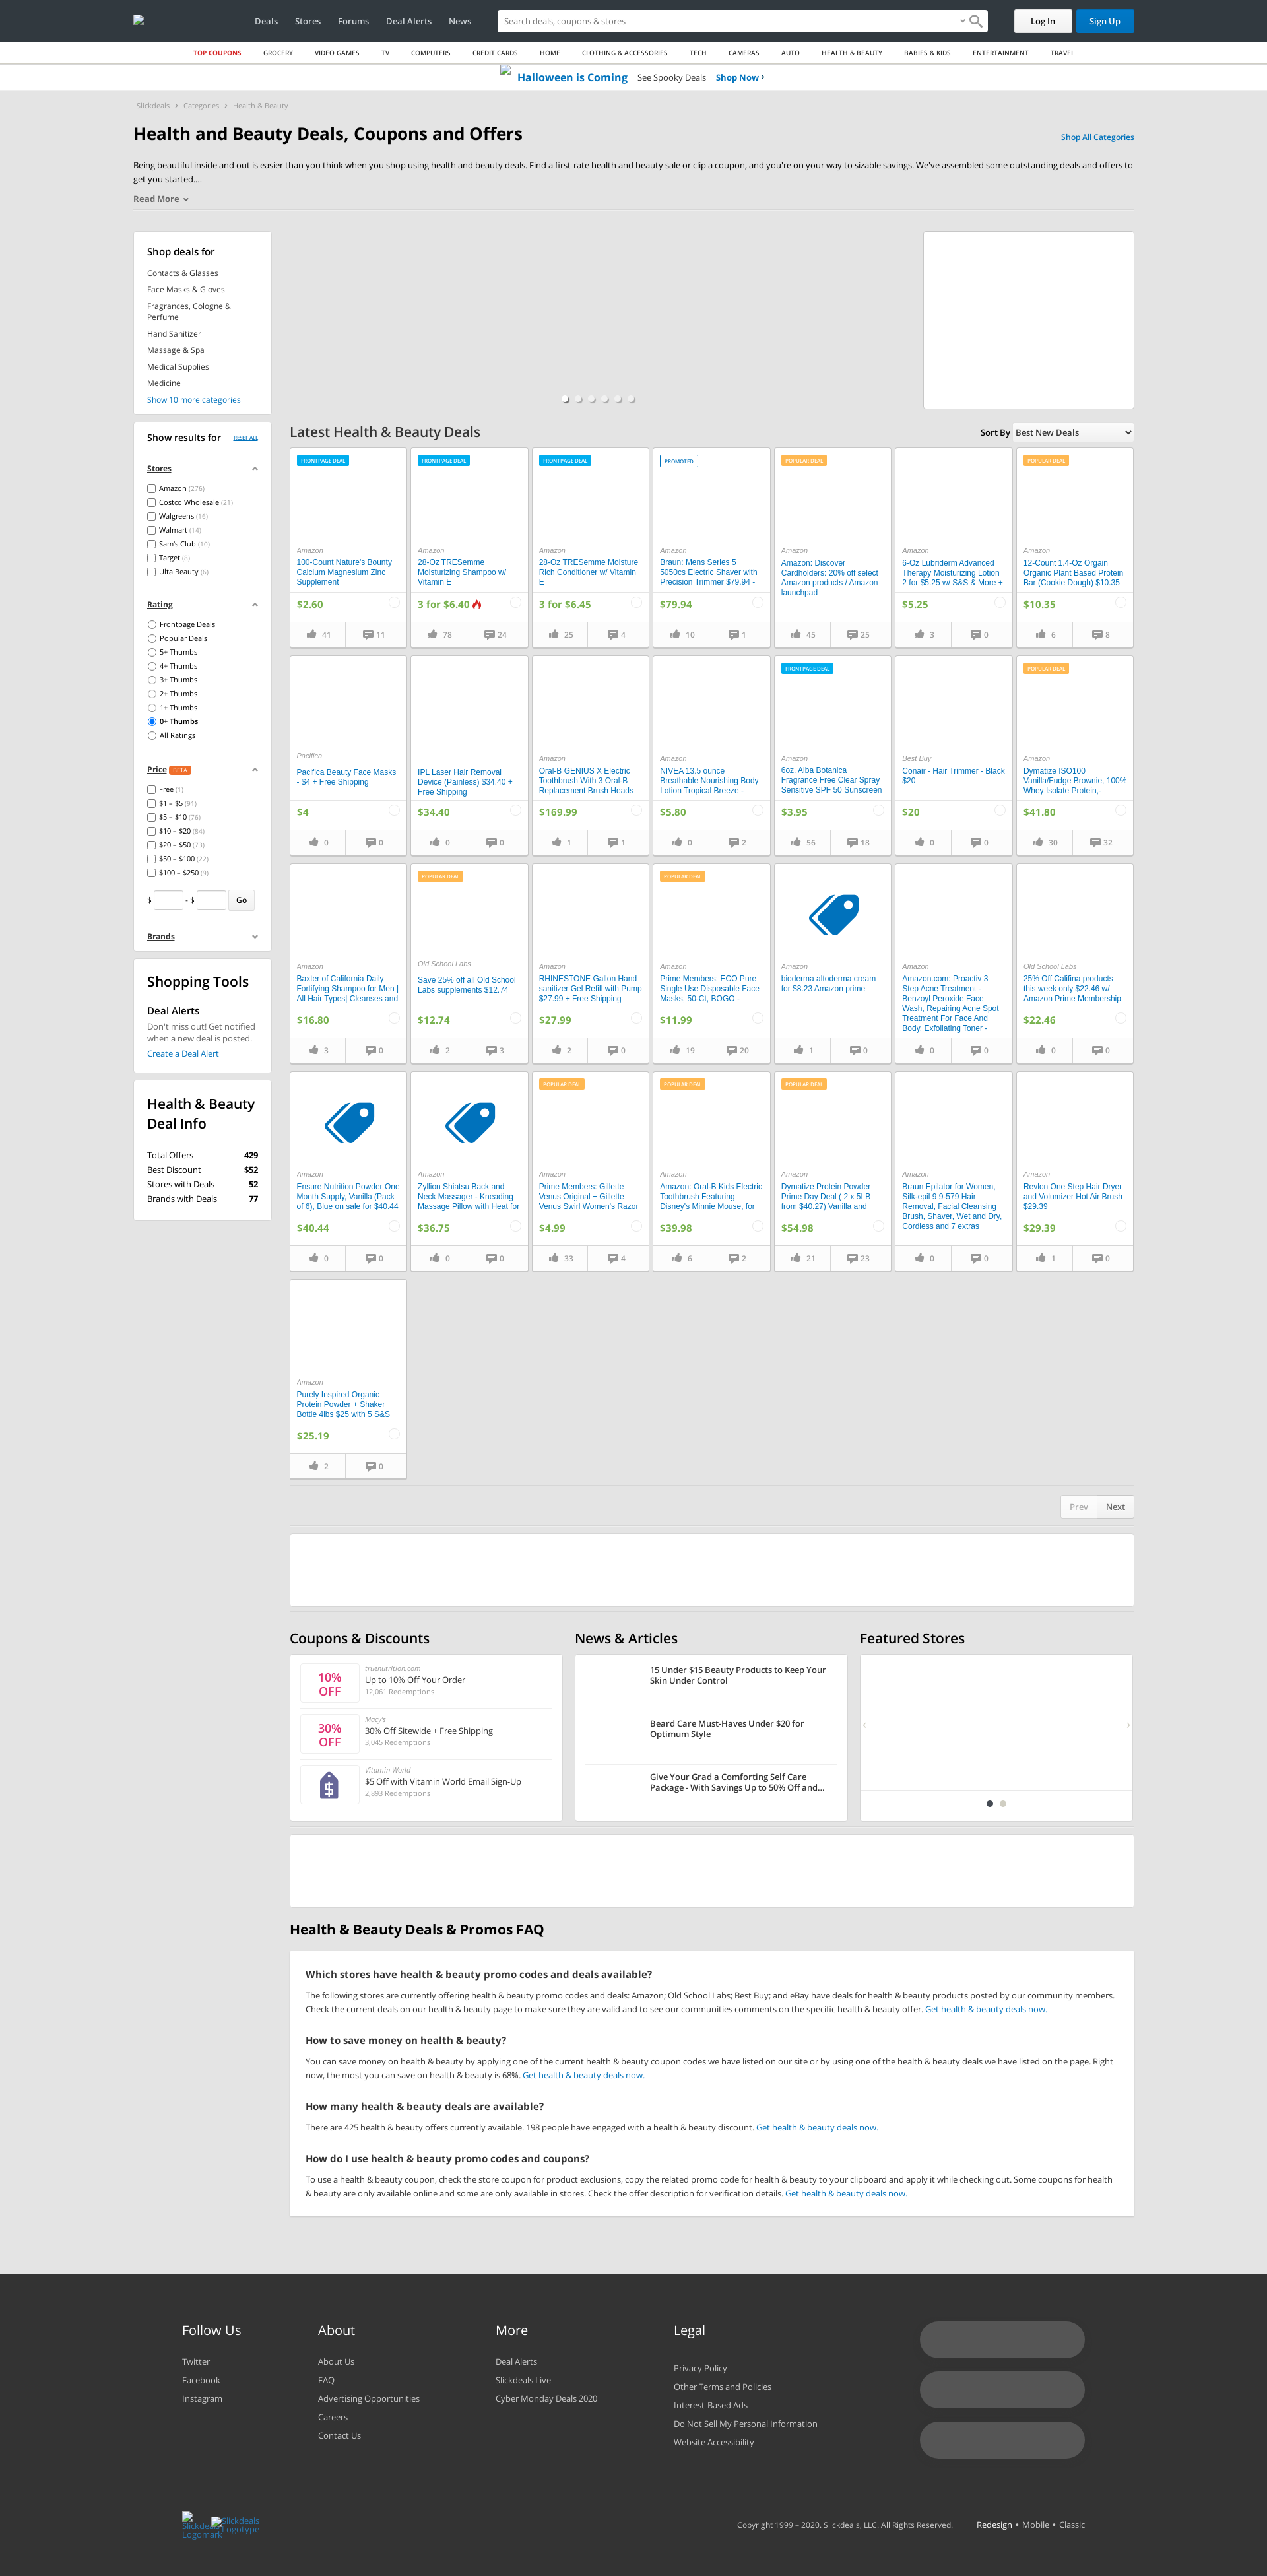 Deals Stores Forums Deal Alerts News
Search deals, coupons & stores
Log In
Sign Up
TOP COUPONS GROCERY VIDEO GAMES TV COMPUTERS CREDIT CARDS HOME CLOTHING & ACCESSORIES TECH CAMERAS AUTO HEALTH & BEAUTY BABIES & KIDS ENTERTAINMENT TRAVEL
Halloween is Coming See Spooky Deals Shop Now
Slickdeals Categories Health & Beauty
Health and Beauty Deals, Coupons and Offers
Shop All Categories
Being beautiful inside and out is easier than you think when you shop using health and beauty deals. Find a first-rate health and beauty sale or clip a coupon, and you're on your way to sizable savings. We've assembled some outstanding deals and offers to
get you started....
Read More
Shop deals for
Contacts & Glasses
Face Masks & Gloves
Fragrances, Cologne &
Perfume
Hand Sanitizer
Massage & Spa
Medical Supplies
Medicine
Show 10 more categories
Show results for
RESET ALL
Stores
Amazon (276)
Costco Wholesale (21)
Walgreens (16)
Walmart (14)
Sam's Club (10)
Target (8)
Ulta Beauty (6)
Rating
Frontpage Deals
Popular Deals
5+ Thumbs
4+ Thumbs
3+ Thumbs
2+ Thumbs
1+ Thumbs
0+ Thumbs
All Ratings
Price BETA
Free (1)
$1 – $5 (91)
$5 – $10 (76)
$10 – $20 (84)
$20 – $50 (73)
$50 – $100 (22)
$100 – $250 (9)
$ - $ Go
Brands
Shopping Tools
Deal Alerts
Don't miss out! Get notified
when a new deal is posted.
Create a Deal Alert
Health & Beauty
Deal Info
Total Offers 429
Best Discount $52
Stores with Deals 52
Brands with Deals 77
Latest Health & Beauty Deals
Sort By Best New Deals
FRONTPAGE DEAL
Amazon
100-Count Nature's Bounty
Calcium Magnesium Zinc
Supplement
$2.60
41 11
FRONTPAGE DEAL
Amazon
28-Oz TRESemme
Moisturizing Shampoo w/
Vitamin E
3 for $6.40
78 24
FRONTPAGE DEAL
Amazon
28-Oz TRESemme Moisture
Rich Conditioner w/ Vitamin
E
3 for $6.45
25 4
PROMOTED
Amazon
Braun: Mens Series 5
5050cs Electric Shaver with
Precision Trimmer $79.94 -
$79.94
10 1
POPULAR DEAL
Amazon
Amazon: Discover
Cardholders: 20% off select
Amazon products / Amazon
launchpad
45 25
Amazon
6-Oz Lubriderm Advanced
Therapy Moisturizing Lotion
2 for $5.25 w/ S&S & More +
$5.25
3 0
POPULAR DEAL
Amazon
12-Count 1.4-Oz Orgain
Organic Plant Based Protein
Bar (Cookie Dough) $10.35
$10.35
6 8
Pacifica
Pacifica Beauty Face Masks
- $4 + Free Shipping
$4
0 0
IPL Laser Hair Removal
Device (Painless) $34.40 +
Free Shipping
$34.40
0 0
Amazon
Oral-B GENIUS X Electric
Toothbrush With 3 Oral-B
Replacement Brush Heads
$169.99
1 1
Amazon
NIVEA 13.5 ounce
Breathable Nourishing Body
Lotion Tropical Breeze -
$5.80
0 2
FRONTPAGE DEAL
Amazon
6oz. Alba Botanica
Fragrance Free Clear Spray
Sensitive SPF 50 Sunscreen
$3.95
56 18
Best Buy
Conair - Hair Trimmer - Black
$20
$20
0 0
POPULAR DEAL
Amazon
Dymatize ISO100
Vanilla/Fudge Brownie, 100%
Whey Isolate Protein,-
$41.80
30 32
Amazon
Baxter of California Daily
Fortifying Shampoo for Men |
All Hair Types| Cleanses and
$16.80
3 0
POPULAR DEAL
Old School Labs
Save 25% off all Old School
Labs supplements $12.74
$12.74
2 3
Amazon
RHINESTONE Gallon Hand
sanitizer Gel Refill with Pump
$27.99 + Free Shipping
$27.99
2 0
POPULAR DEAL
Amazon
Prime Members: ECO Pure
Single Use Disposable Face
Masks, 50-Ct, BOGO -
$11.99
19 20
Amazon
bioderma altoderma cream
for $8.23 Amazon prime
1 0
Amazon
Amazon.com: Proactiv 3
Step Acne Treatment -
Benzoyl Peroxide Face
Wash, Repairing Acne Spot
Treatment For Face And
Body, Exfoliating Toner -
0 0
Old School Labs
25% Off Califina products
this week only $22.46 w/
Amazon Prime Membership
$22.46
0 0
Amazon
Ensure Nutrition Powder One
Month Supply, Vanilla (Pack
of 6), Blue on sale for $40.44
$40.44
0 0
Amazon
Zyllion Shiatsu Back and
Neck Massager - Kneading
Massage Pillow with Heat for
$36.75
0 0
POPULAR DEAL
Amazon
Prime Members: Gillette
Venus Original + Gillette
Venus Swirl Women's Razor
$4.99
33 4
POPULAR DEAL
Amazon
Amazon: Oral-B Kids Electric
Toothbrush Featuring
Disney's Minnie Mouse, for
$39.98
6 2
POPULAR DEAL
Amazon
Dymatize Protein Powder
Prime Day Deal ( 2 x 5LB
from $40.27) Vanilla and
$54.98
21 23
Amazon
Braun Epilator for Women,
Silk-epil 9 9-579 Hair
Removal, Facial Cleansing
Brush, Shaver, Wet and Dry,
Cordless and 7 extras
0 0
Amazon
Revlon One Step Hair Dryer
and Volumizer Hot Air Brush
$29.39
$29.39
1 0
Amazon
Purely Inspired Organic
Protein Powder + Shaker
Bottle 4lbs $25 with 5 S&S
$25.19
2 0
Prev Next
Coupons & Discounts
10%
OFF
truenutrition.com
Up to 10% Off Your Order
12,061 Redemptions
30%
OFF
Macy's
30% Off Sitewide + Free Shipping
3,045 Redemptions
Vitamin World
$5 Off with Vitamin World Email Sign-Up
2,893 Redemptions
News & Articles
15 Under $15 Beauty Products to Keep Your
Skin Under Control
Beard Care Must-Haves Under $20 for
Optimum Style
Give Your Grad a Comforting Self Care
Package - With Savings Up to 50% Off and...
Featured Stores
Health & Beauty Deals & Promos FAQ
Which stores have health & beauty promo codes and deals available?
The following stores are currently offering health & beauty promo codes and deals: Amazon; Old School Labs; Best Buy; and eBay have deals for health & beauty products posted by our community members.
Check the current deals on our health & beauty page to make sure they are valid and to see our communities comments on the specific health & beauty offer. Get health & beauty deals now.
How to save money on health & beauty?
You can save money on health & beauty by applying one of the current health & beauty coupon codes we have listed on our site or by using one of the health & beauty deals we have listed on the page. Right
now, the most you can save on health & beauty is 68%. Get health & beauty deals now.
How many health & beauty deals are available?
There are 425 health & beauty offers currently available. 198 people have engaged with a health & beauty discount. Get health & beauty deals now.
How do I use health & beauty promo codes and coupons?
To use a health & beauty coupon, check the store coupon for product exclusions, copy the related promo code for health & beauty to your clipboard and apply it while checking out. Some coupons for health
& beauty are only available online and some are only available in stores. Check the offer description for verification details. Get health & beauty deals now.
Follow Us
Twitter
Facebook
Instagram
About
About Us
FAQ
Advertising Opportunities
Careers
Contact Us
More
Deal Alerts
Slickdeals Live
Cyber Monday Deals 2020
Legal
Privacy Policy
Other Terms and Policies
Interest-Based Ads
Do Not Sell My Personal Information
Website Accessibility
Slickdeals
Logomark
Slickdeals
Logotype
Copyright 1999 – 2020. Slickdeals, LLC. All Rights Reserved.
Redesign • Mobile • Classic